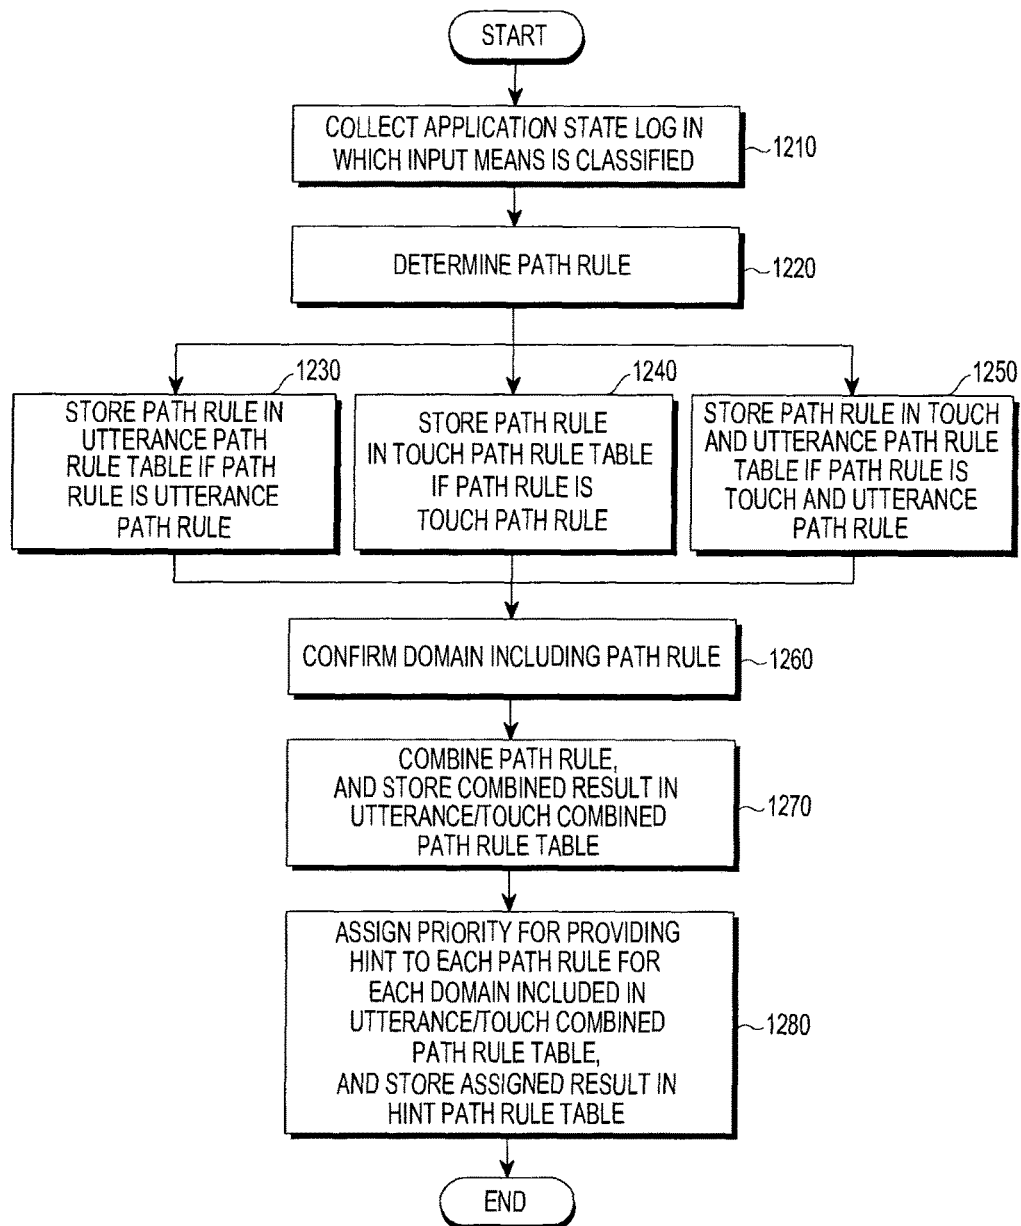 START
COLLECT APPLICATION STATE LOG IN
WHICH INPUT MEANS IS CLASSIFIED
1210
DETERMINE PATH RULE
1220
1230
STORE PATH RULE IN
UTTERANCE PATH
RULE TABLE IF PATH
RULE IS UTTERANCE
PATH RULE
1240
STORE PATH RULE
IN TOUCH PATH RULE TABLE
IF PATH RULE IS
TOUCH PATH RULE
1250
STORE PATH RULE IN TOUCH
AND UTTERANCE PATH RULE
TABLE IF PATH RULE IS
TOUCH AND UTTERANCE
PATH RULE
CONFIRM DOMAIN INCLUDING PATH RULE
1260
COMBINE PATH RULE,
AND STORE COMBINED RESULT IN
UTTERANCE/TOUCH COMBINED
PATH RULE TABLE
1270
ASSIGN PRIORITY FOR PROVIDING
HINT TO EACH PATH RULE FOR
EACH DOMAIN INCLUDED IN
UTTERANCE/TOUCH COMBINED
PATH RULE TABLE,
AND STORE ASSIGNED RESULT IN
HINT PATH RULE TABLE
1280
END